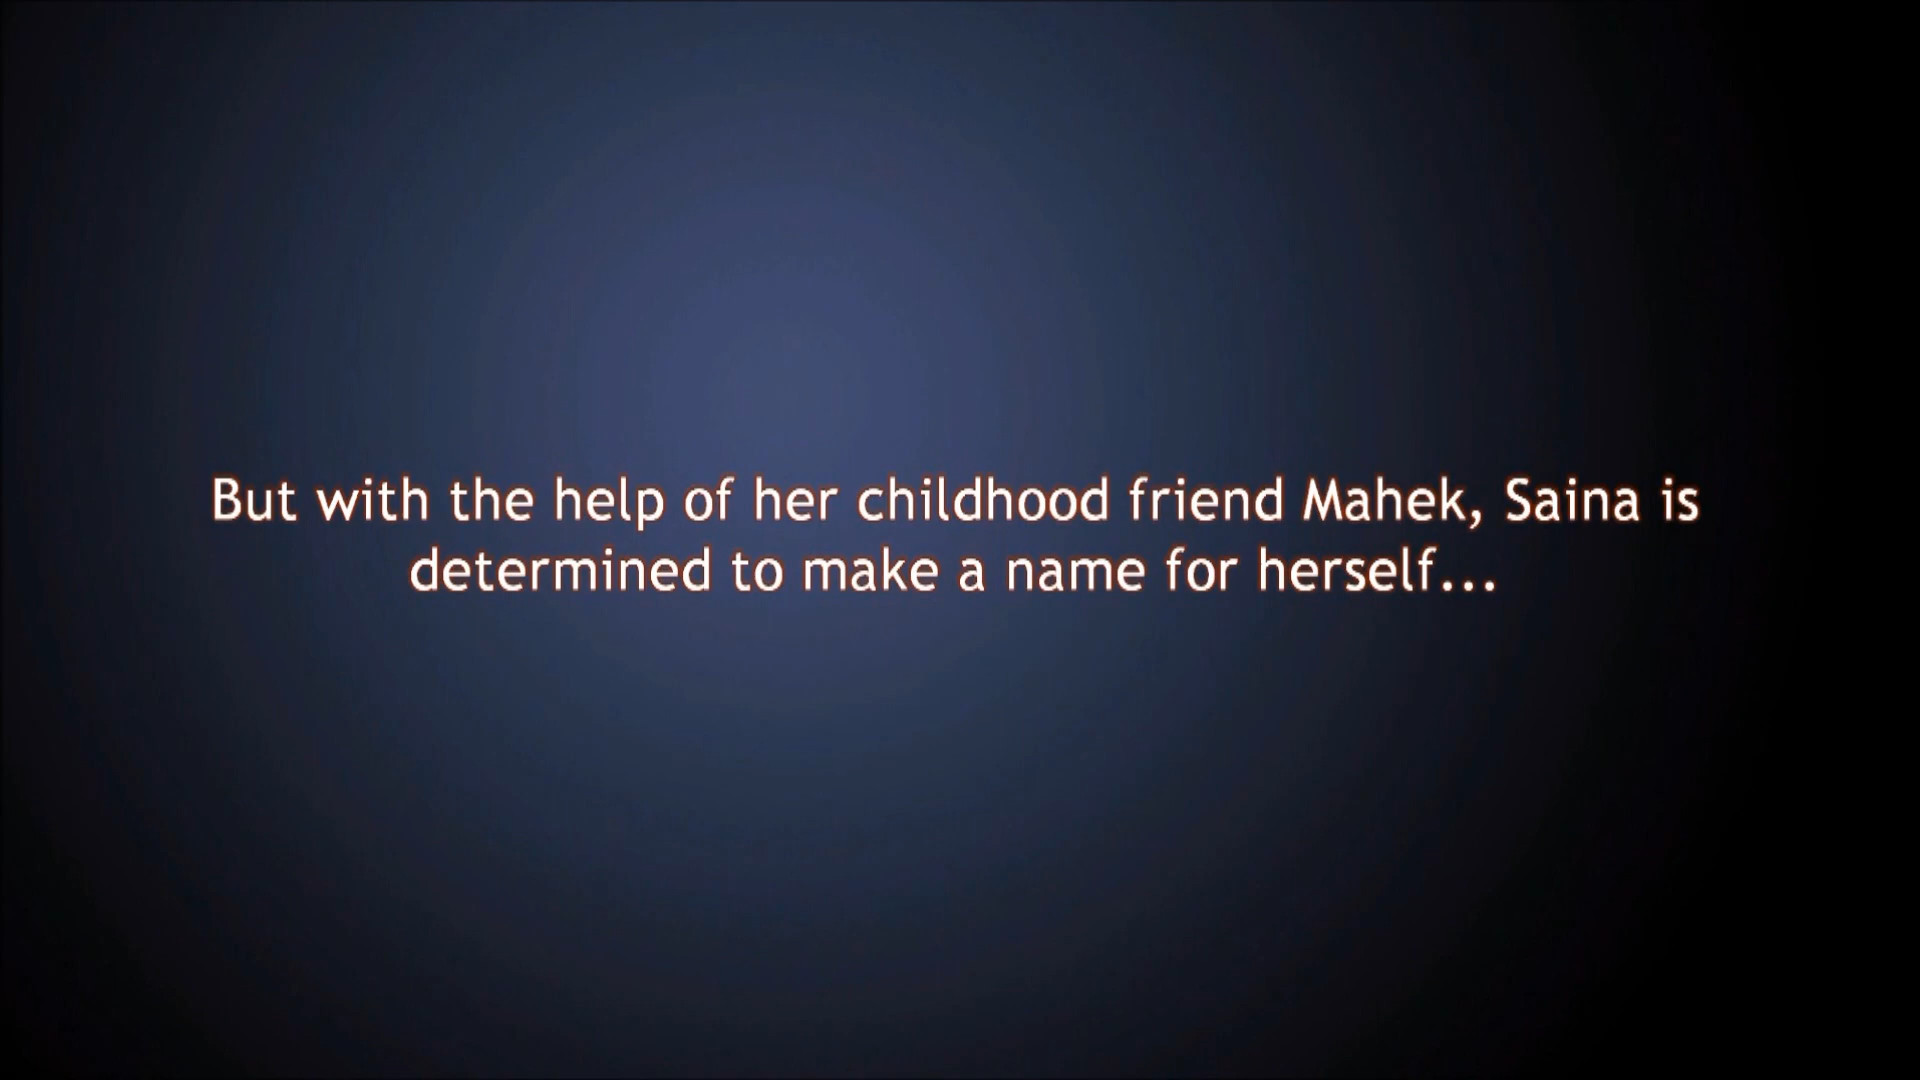 But with the help of her childhood friend Mahek, Saina is
determined to make a name for herself...